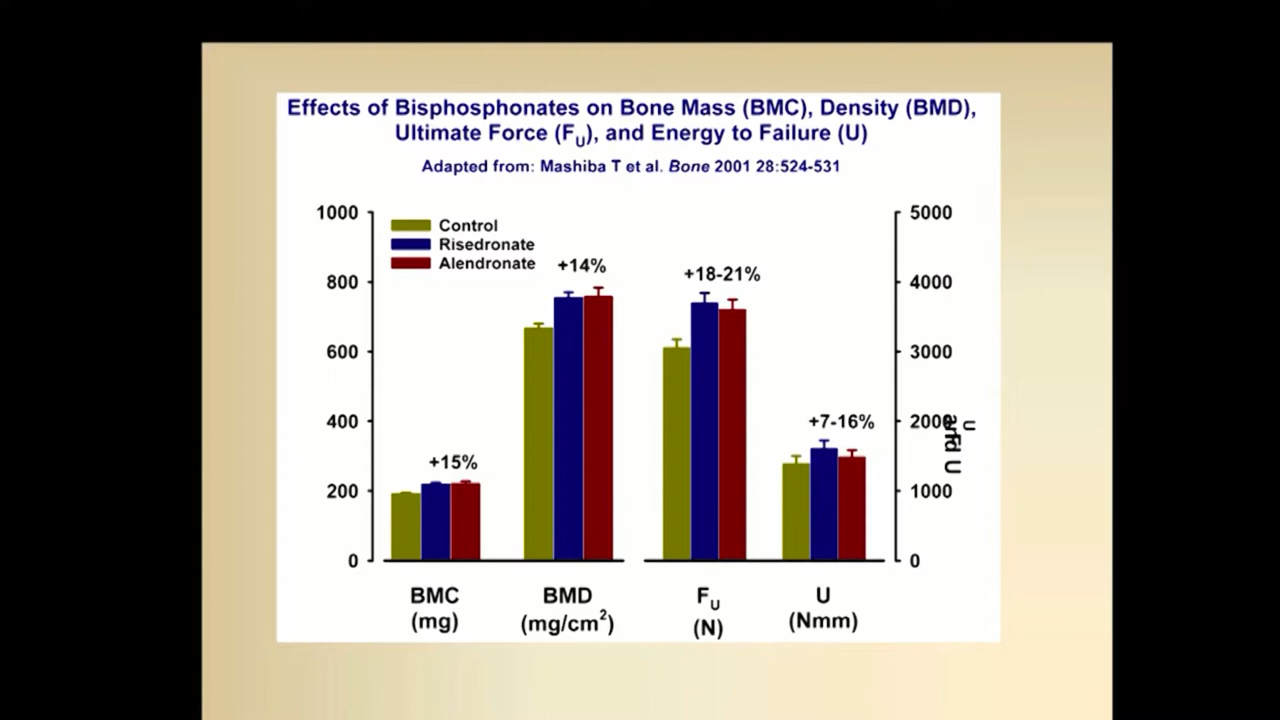 Effects of Bisphosphonates on Bone Mass (BMC), Density (BMD),
Ultimate Force (FU), and Energy to Failure (U)
Adapted from: Mashiba T et al. Bone 2001 28:524-531
1000
800
600
400
200
0
Control
Risedronate
Alendronate
+15%
+14%
+18-21%
+7-16%
5000
4000
3000
2000
1000
0
BMC
(mg)
BMD
(mg/cm²)
FU
(N)
U
(Nmm)